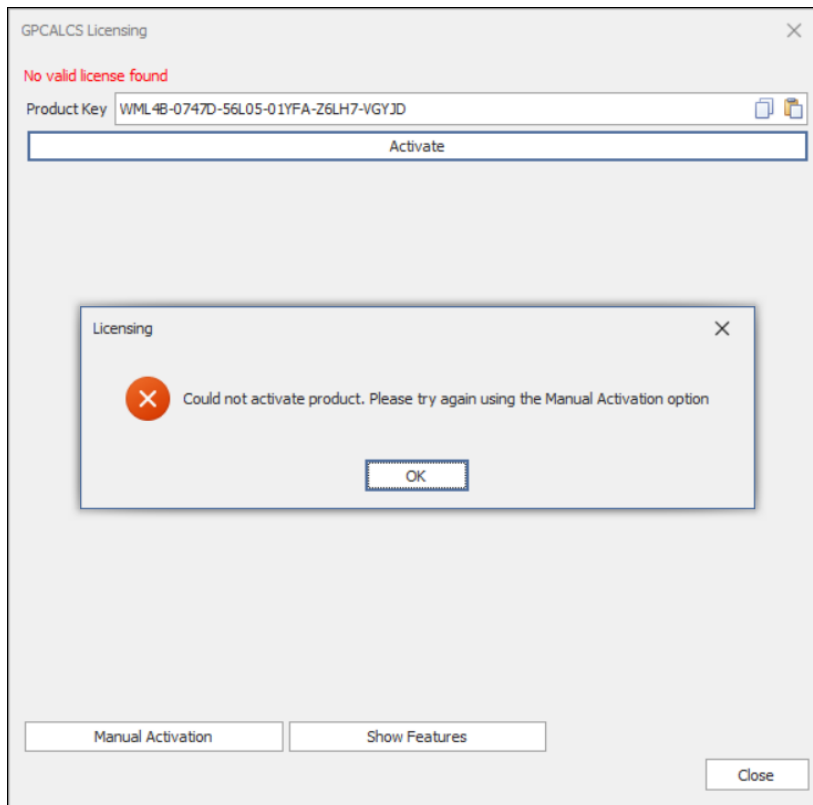 GPCALCS Licensing
No valid license found
Product Key WML4B-0747D-56L05-01YFA-Z6LH7-VGYJD
Activate
Licensing
Could not activate product. Please try again using the Manual Activation option
OK
Manual Activation Show Features
Close